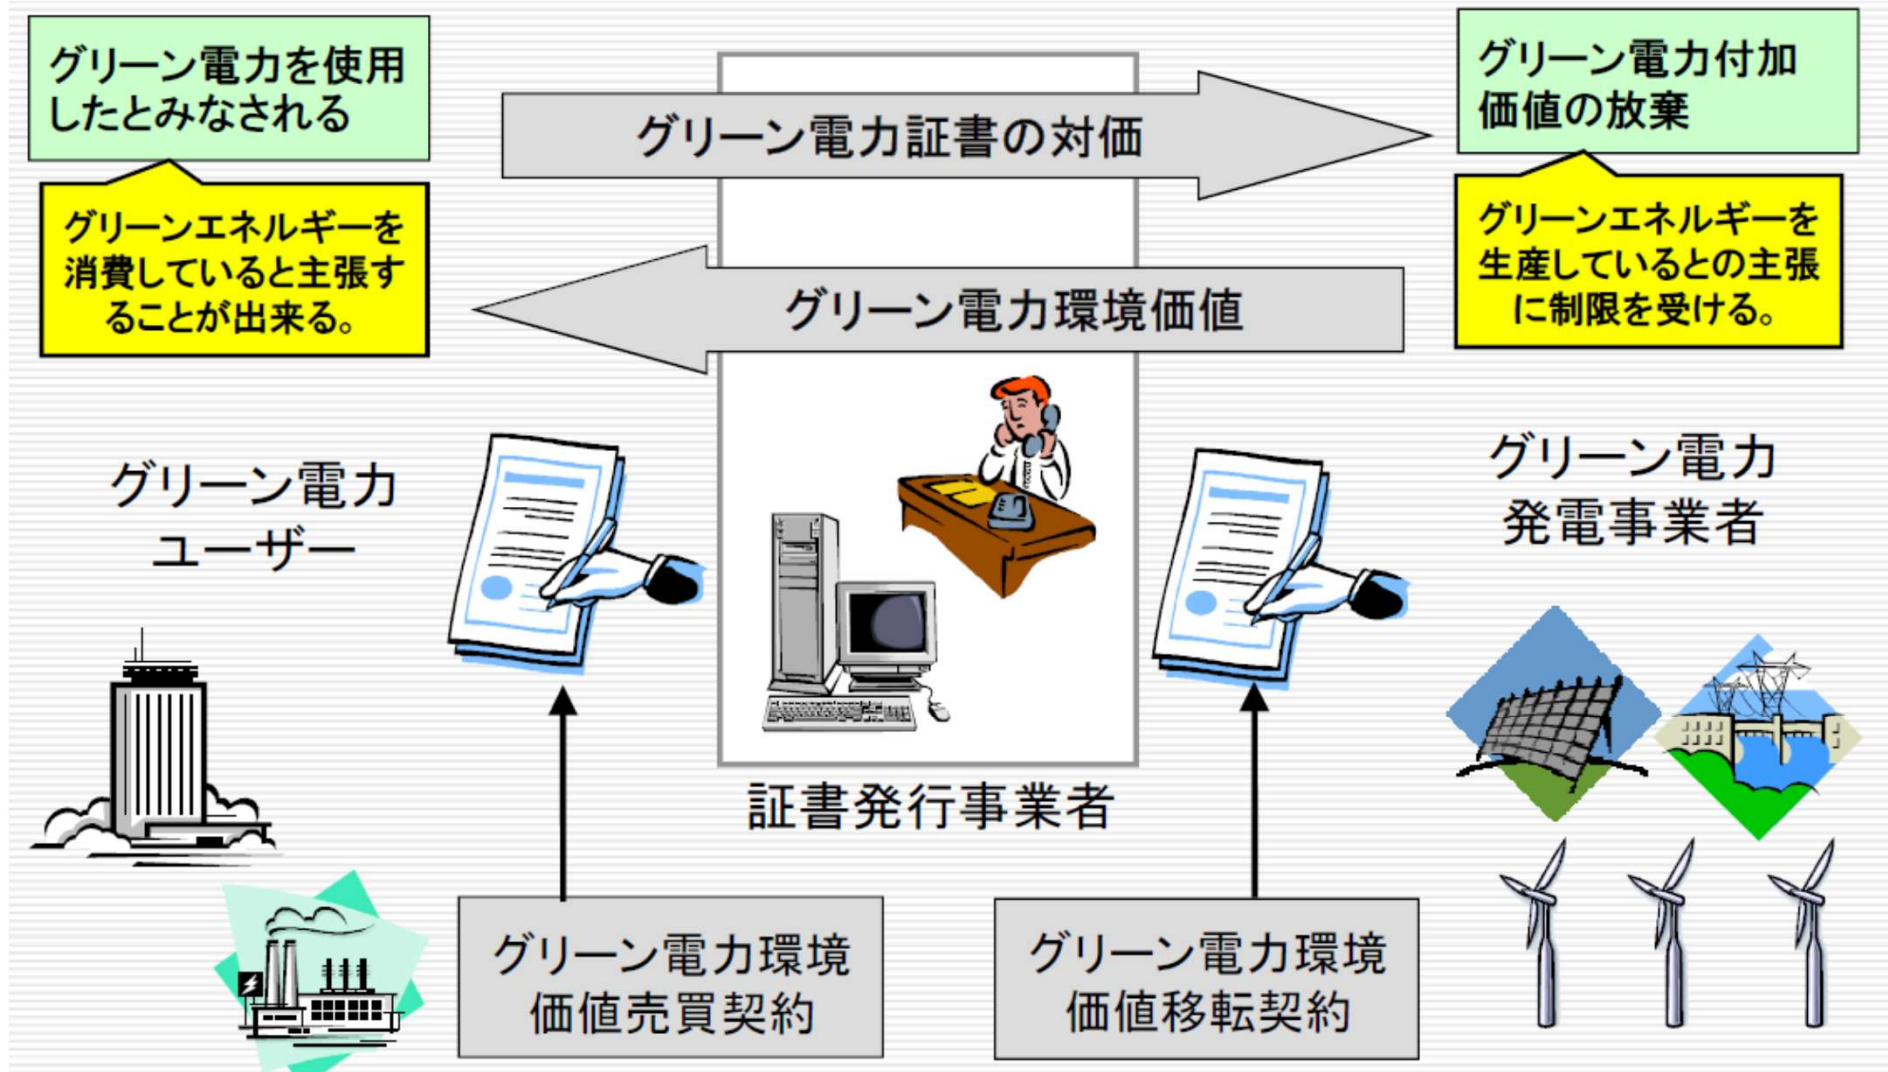 グリーン電力を使用
したとみなされる
グリーンエネルギーを
消費していると主張す
ることが出来る。
グリーン電力証書の対価
グリーン電力環境価値
グリーン電力付加
価値の放棄
グリーンエネルギーを
生産しているとの主張
に制限を受ける。
グリーン電力
ユーザー
グリーン電力
発電事業者
証書発行事業者
グリーン電力環境
価値売買契約
グリーン電力環境
価値移転契約